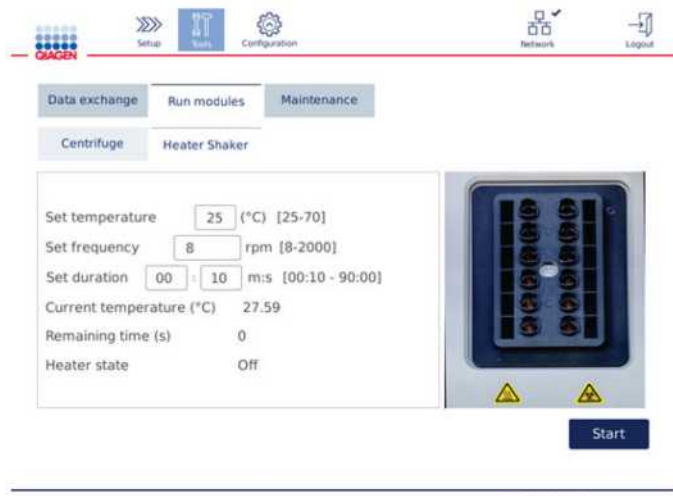 QIAGEN
Setup
Tools
Configuration
Network
Logout
Data exchange
Run modules
Maintenance
Centrifuge
Heater Shaker
Set temperature 25 (°C) [25-70]
Set frequency 8 rpm [8-2000]
Set duration 00 : 10 m:s [00:10 - 90:00]
Current temperature (°C) 27.59
Remaining time (s) 0
Heater state Off
Start